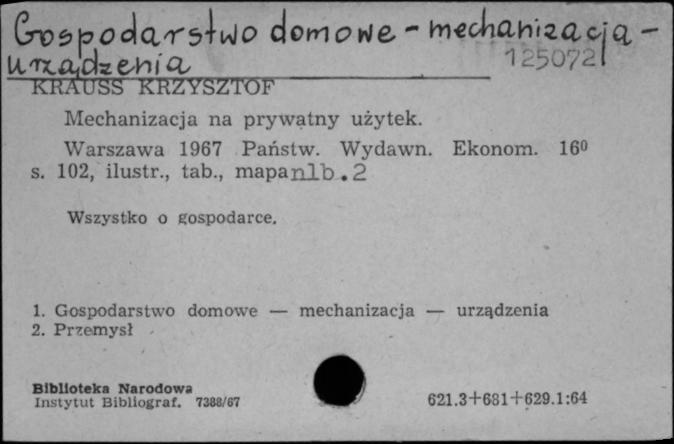 Gospodarstwo domowe - mechanizacja -
urządzenia
125072
KRAUSS KRZYSZTOF
Mechanizacja na prywatny użytek.
Warszawa 1967 Państw. Wydawn. Ekonom. 16⁰
s. 102, ilustr., tab., mapa nlb. 2
Wszystko o gospodarce.
1. Gospodarstwo domowe — mechanizacja — urządzenia
2. Przemysł
Biblioteka Narodowa
Instytut Bibliograf. 7388/67
621.3+681+629.1:64